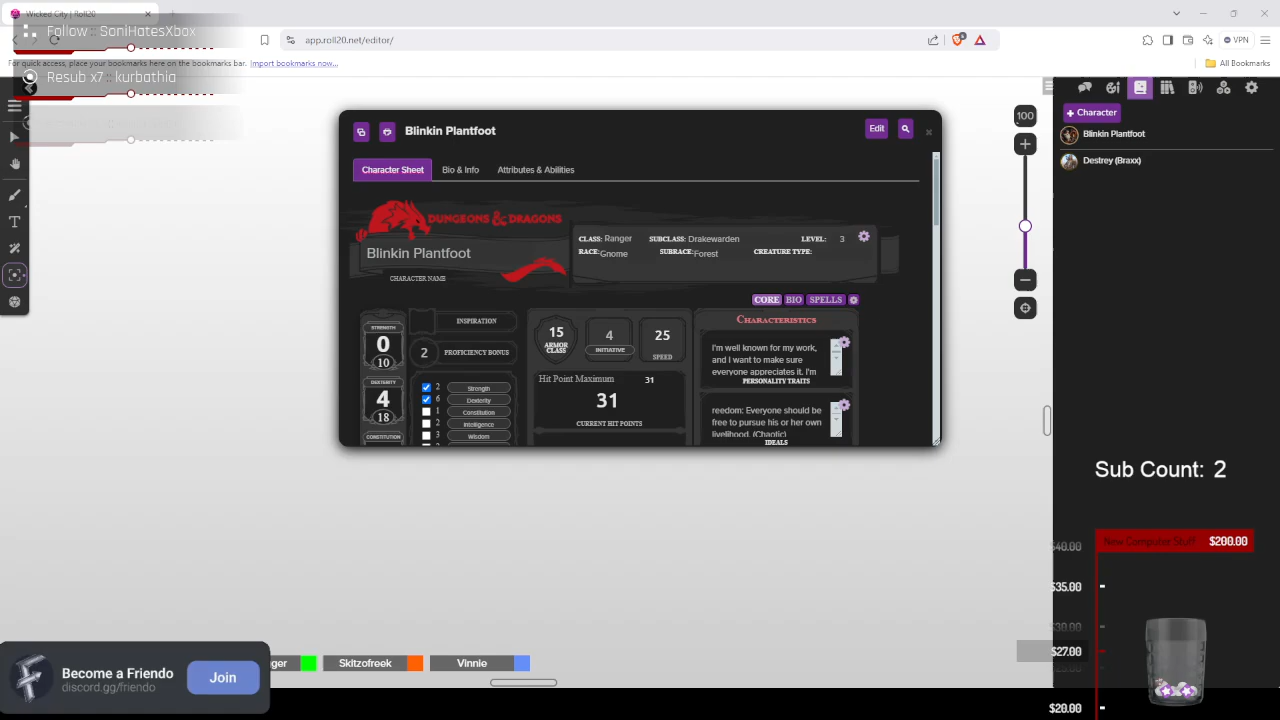 Wicked City | Roll20
Follow :: SaniHatesXbox
app.roll20.net/editor/
VPN
For quick access, place your bookmarks here on the bookmarks bar. Import bookmarks now...
All Bookmarks
Resub x7 :: kurbathia
Blinkin Plantfoot
Edit
100
+ Character
Blinkin Plantfoot
Destrey (Braxx)
Character Sheet
Bio & Info
Attributes & Abilities
DUNGEONS & DRAGONS
CLASS: Ranger
SUBCLASS: Drakewarden
LEVEL: 3
RACE: Gnome
SUBRACE: Forest
CREATURE TYPE:
Blinkin Plantfoot
CHARACTER NAME
CORE
BIO
SPELLS
STRENGTH
0
10
DEXTERITY
4
18
CONSTITUTION
INSPIRATION
2 PROFICIENCY BONUS
2 Strength
6 Dexterity
1 Constitution
2 Intelligence
3 Wisdom
15
ARMOR
CLASS
4
INITIATIVE
25
SPEED
Hit Point Maximum 31
31
CURRENT HIT POINTS
CHARACTERISTICS
I'm well known for my work,
and I want to make sure
everyone appreciates it. I'm
PERSONALITY TRAITS
reedom: Everyone should be
free to pursue his or her own
livelihood. (Chaotic)
IDEALS
Sub Count: 2
New Computer Stuff $200.00
$40.00
$35.00
$30.00
$27.00
$20.00
nger
Skitzofreek
Vinnie
Become a Friendo
discord.gg/friendo
Join